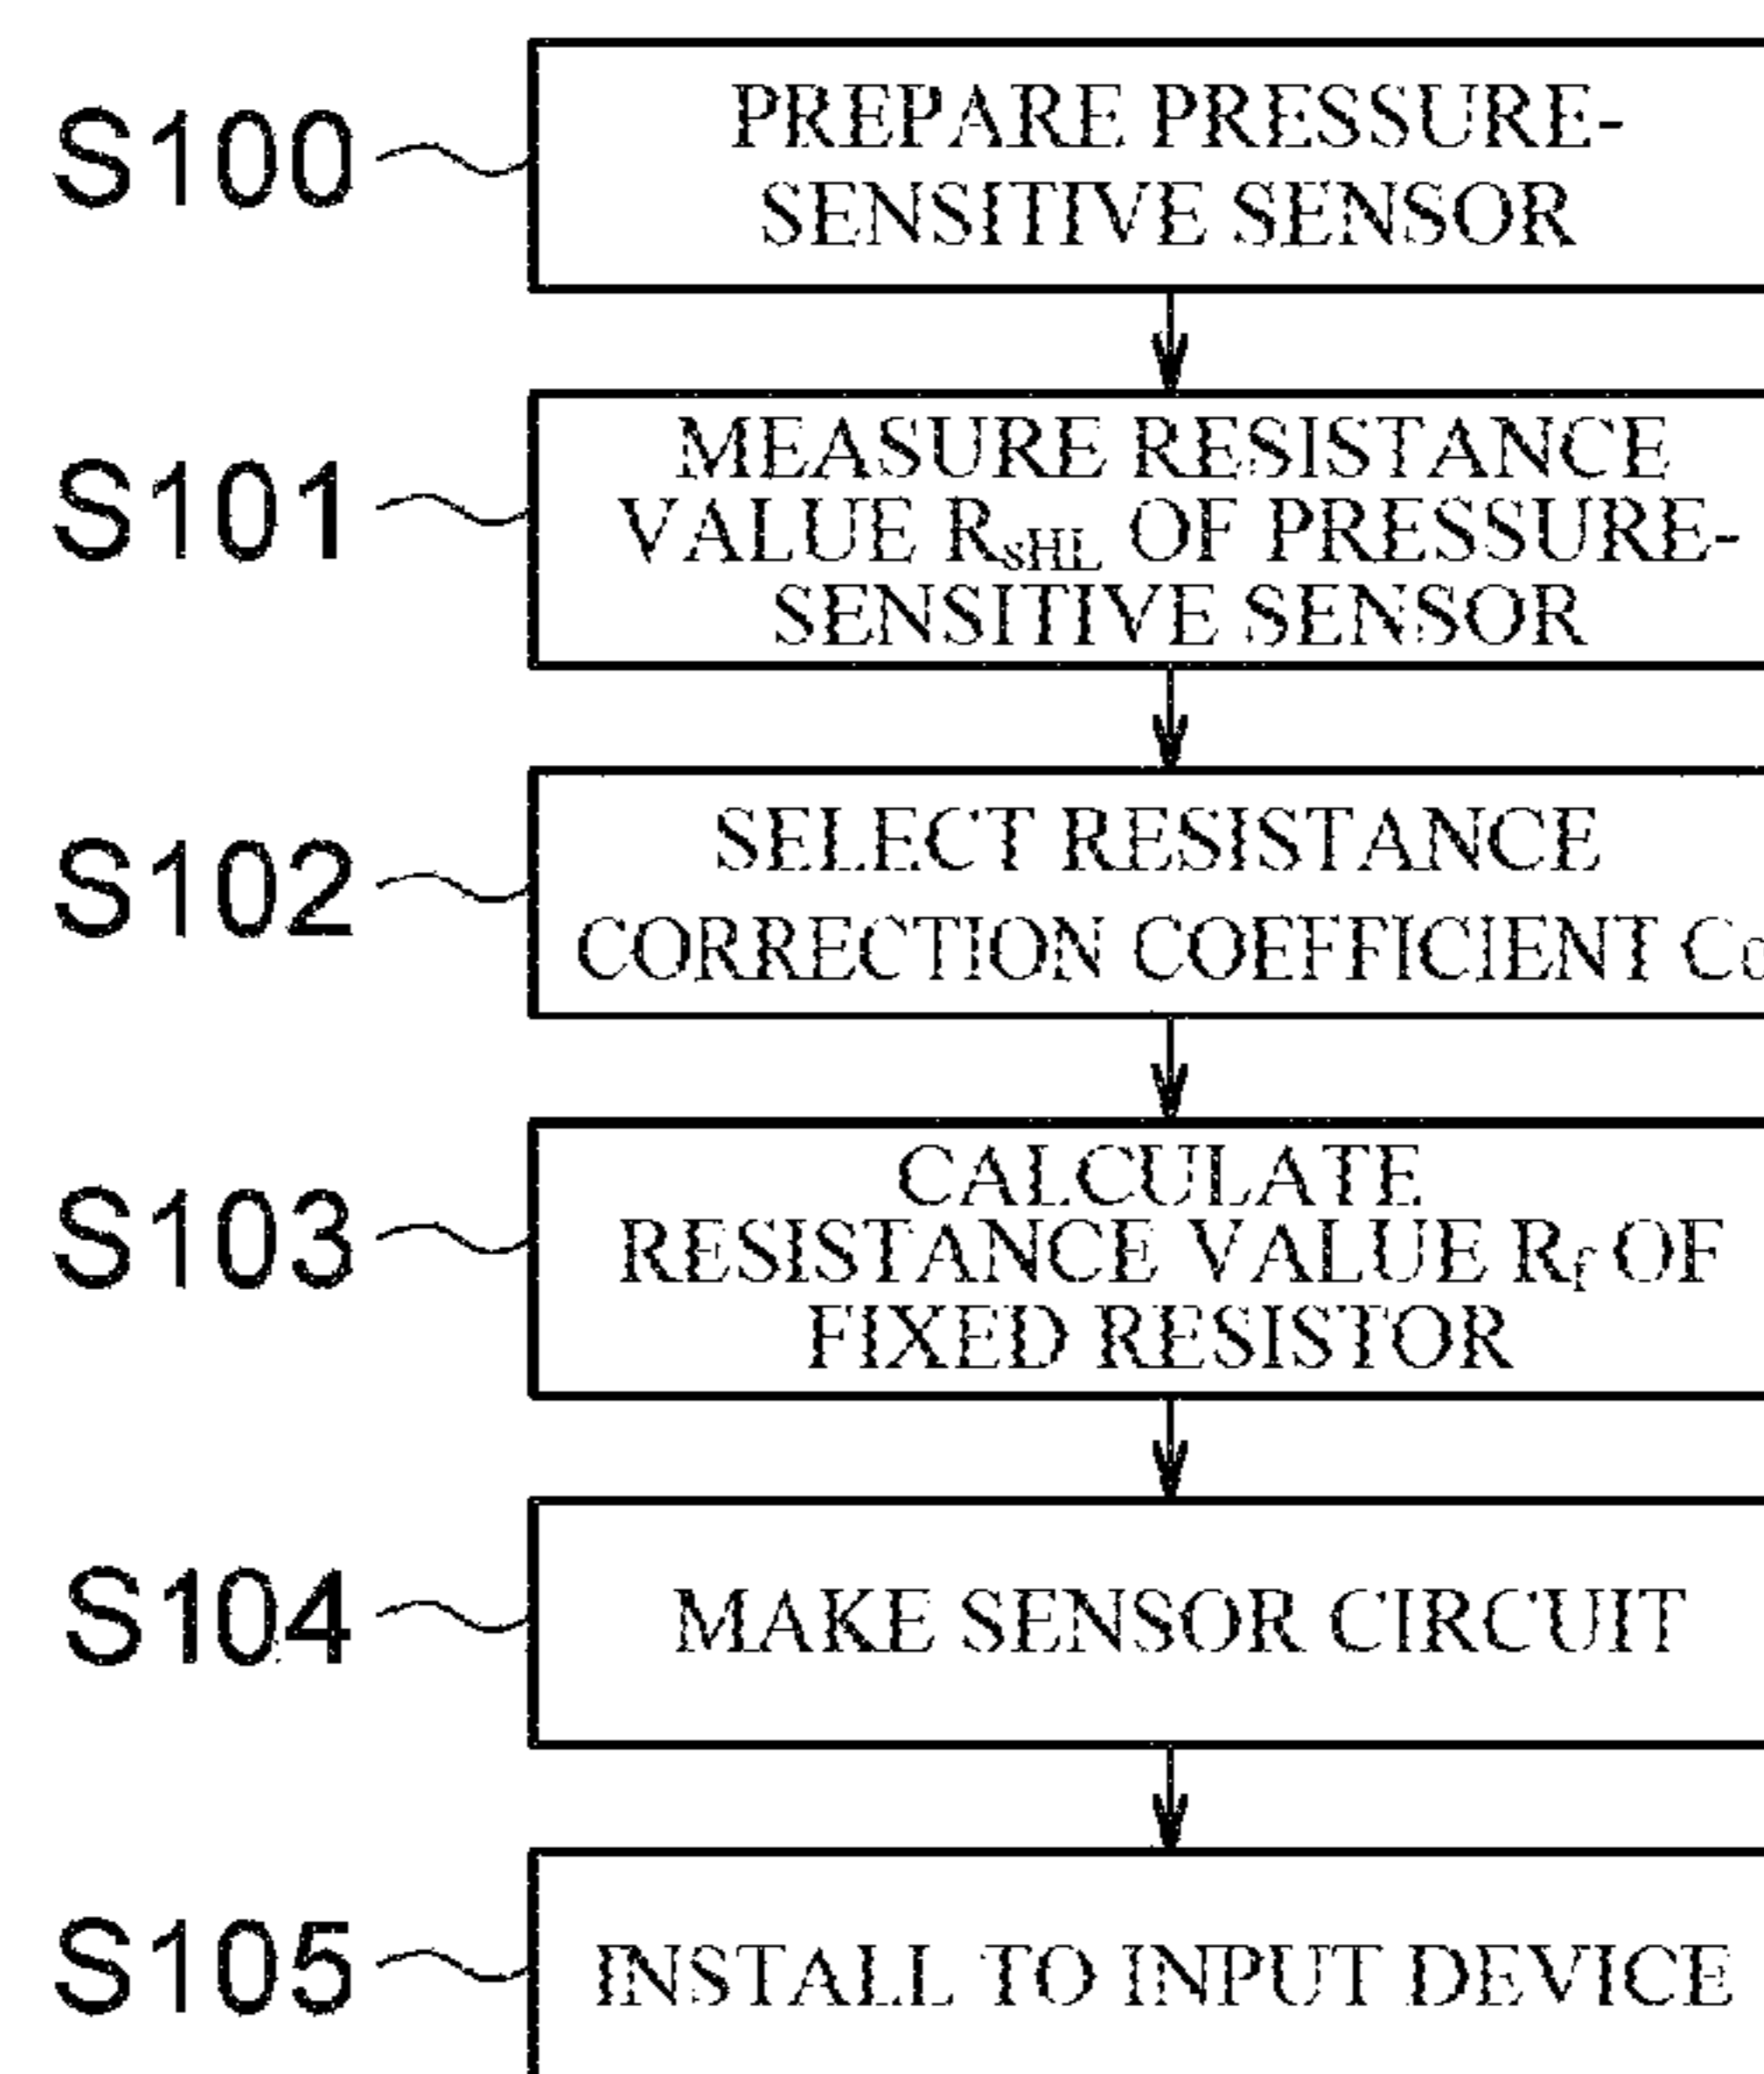 S100
PREPARE PRESSURE-
SENSITIVE SENSOR
S101
MEASURE RESISTANCE
VALUE RsHL OF PRESSURE-
SENSITIVE SENSOR
S102
SELECT RESISTANCE
CORRECTION COEFFICIENT C0
S103
CALCULATE
RESISTANCE VALUE Rf OF
FIXED RESISTOR
S104
MAKE SENSOR CIRCUIT
S105
INSTALL TO INPUT DEVICE